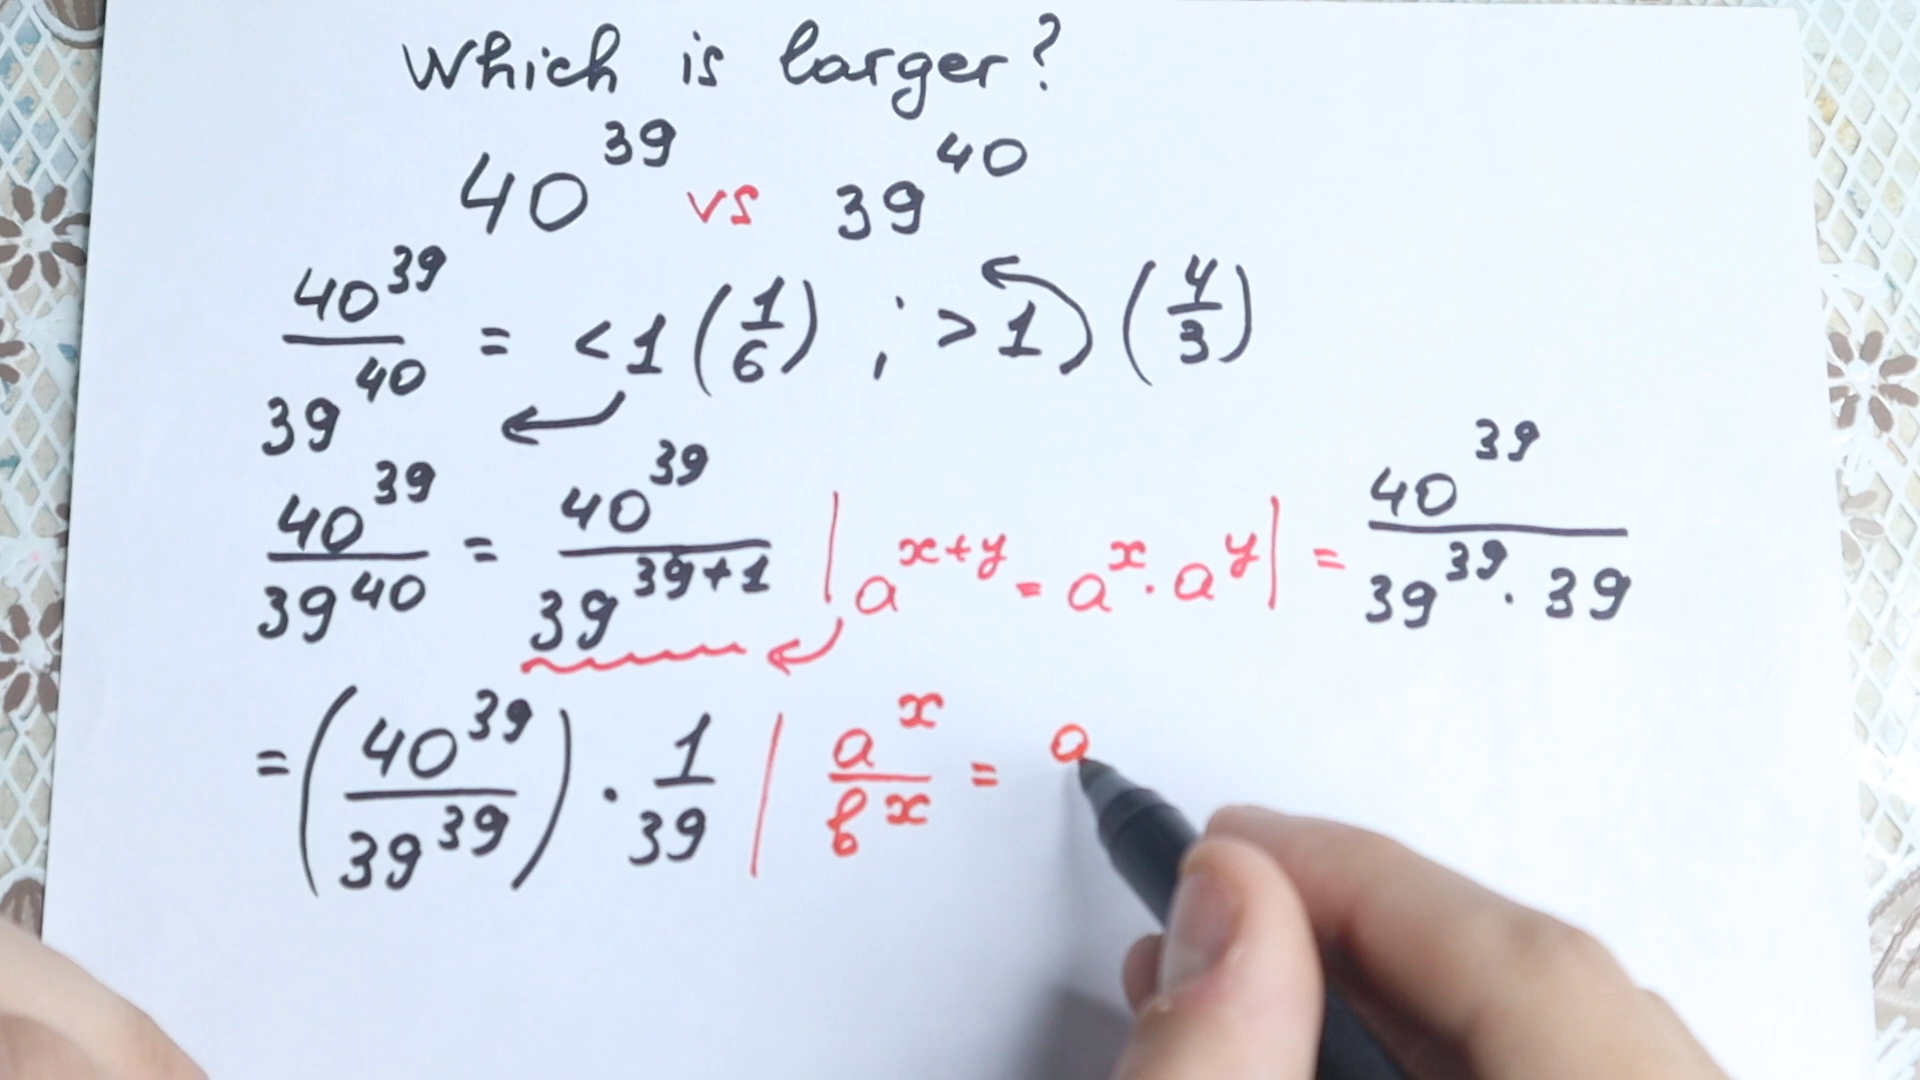 Which is larger?
40^39 vs 39^40
40^39/39^40 = <1 (1/6) ; >1 (4/3)
40^39/39^40 = 40^39/39^(39+1) | a^(x+y) = a^x · a^y | = 40^39/(39^39 · 39)
= (40^39/39^39) · 1/39 | a^x/b^x = a